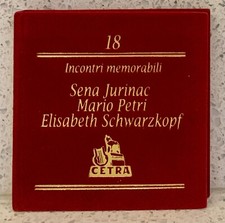 18
Incontri memorabili
Sena Jurinac
Mario Petri
Elisabeth Schwarzkopf
CETRA